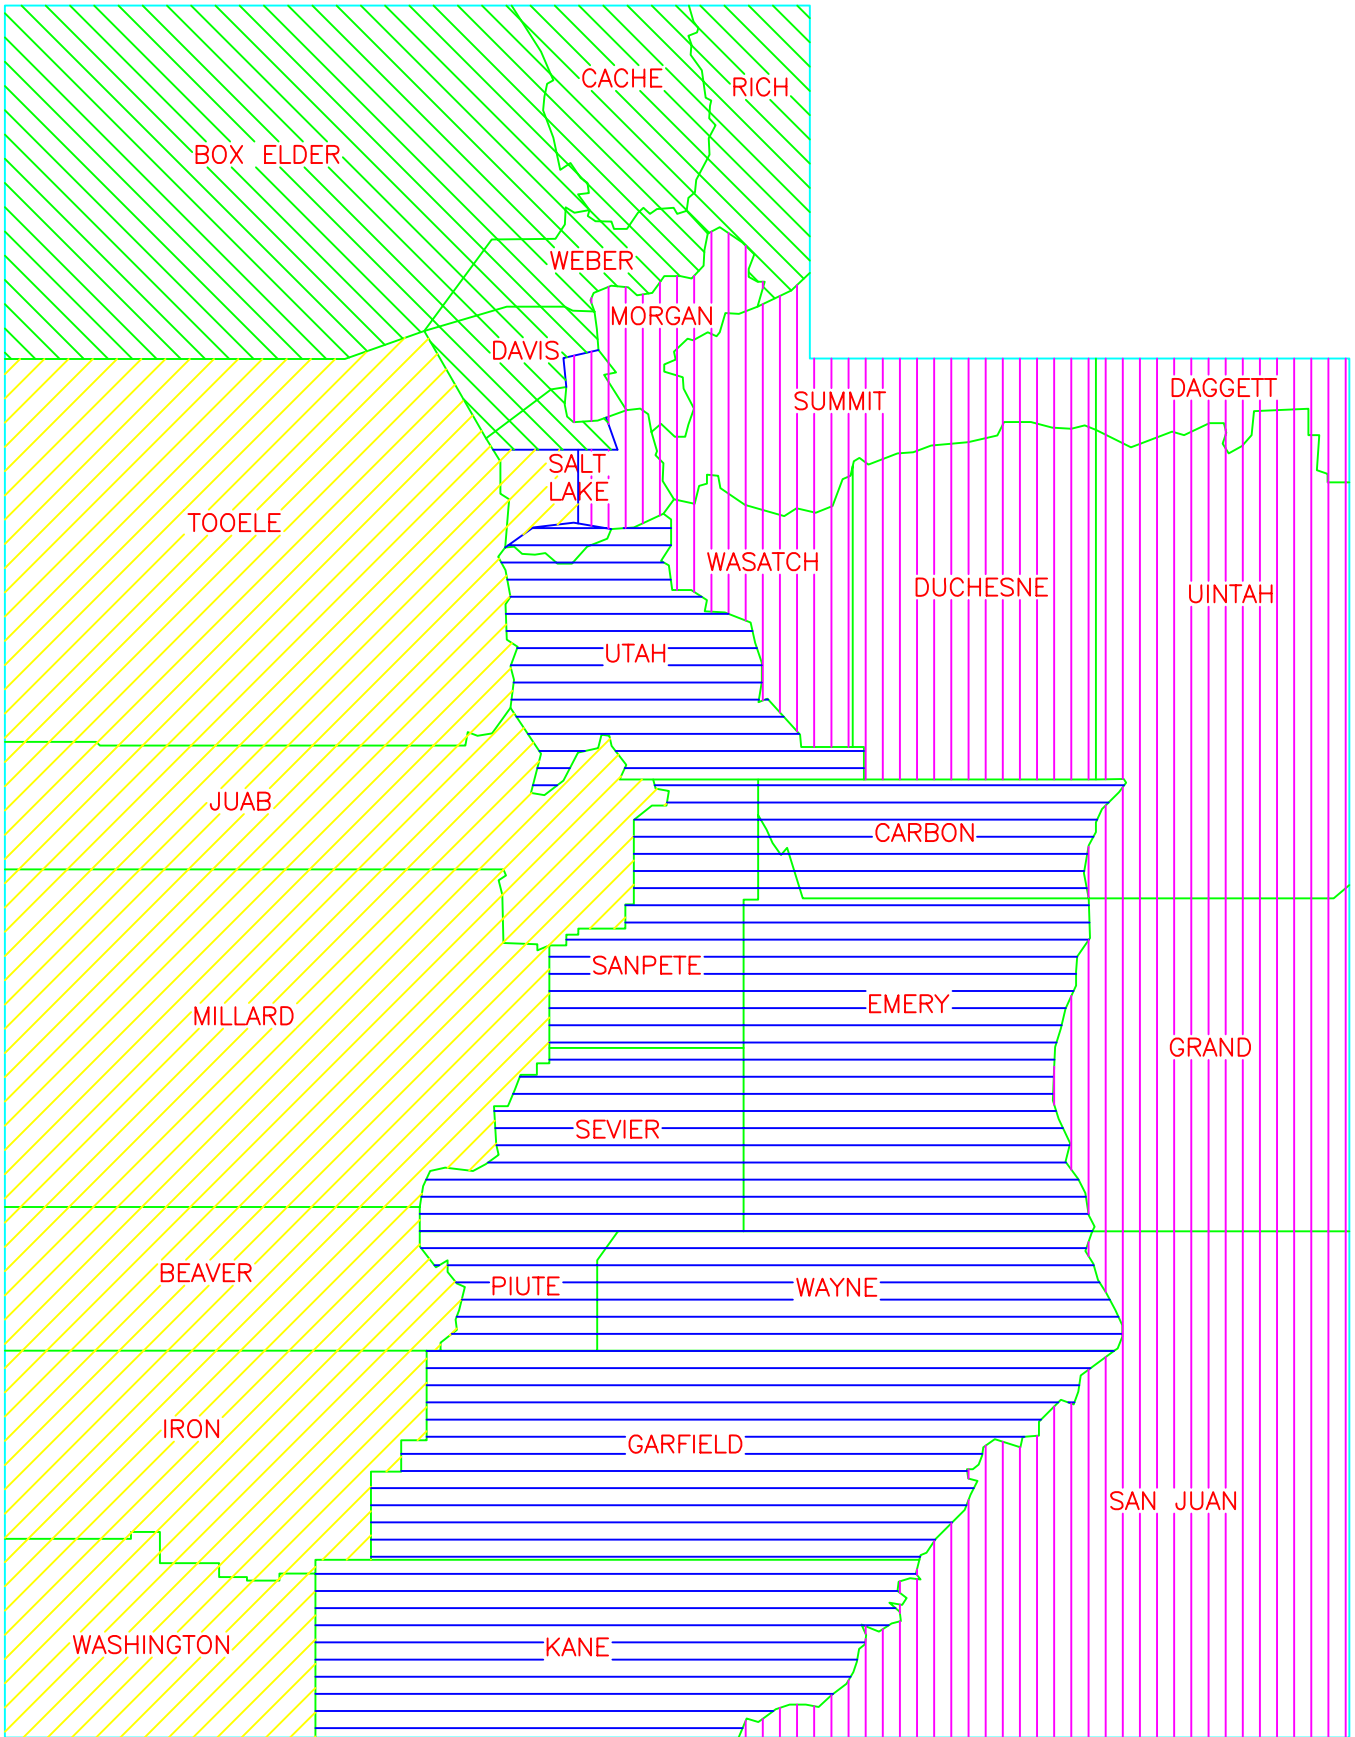 CACHE
RICH
BOX ELDER
WEBER
MORGAN
DAVIS
DAGGETT
SUMMIT
SALT
LAKE
TOOELE
WASATCH
DUCHESNE
UINTAH
UTAH
JUAB
CARBON
SANPETE
EMERY
MILLARD
GRAND
SEVIER
BEAVER
PIUTE
WAYNE
IRON
GARFIELD
SAN JUAN
WASHINGTON
KANE